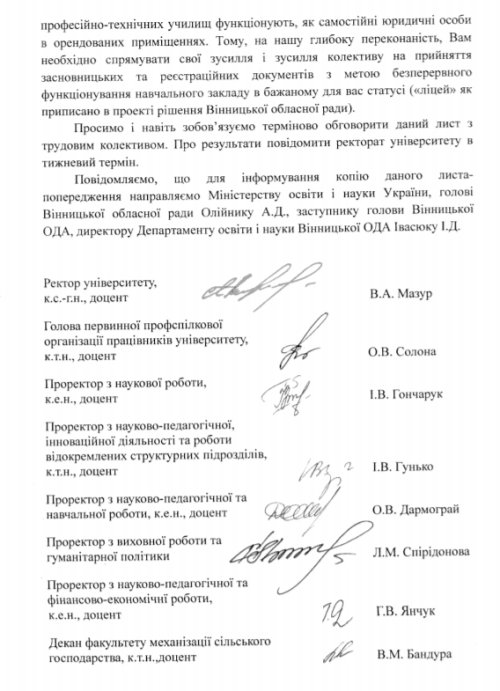 професійно-технічних училищ функціонують, як самостійні юридичні особи
в орендованих приміщеннях. Тому, на нашу глибоку переконаність, Вам
необхідно спрямувати свої зусилля і зусилля колективу на прийняття
засновницьких та реєстраційних документів з метою безперервного
функціонування навчального закладу в бажаному для вас статусі («ліцей» як
приписано в проекті рішення Вінницької обласної ради).
Просимо і навіть зобов’язуємо терміново обговорити даний лист з
трудовим колективом. Про результати повідомити ректорат університету в
тижневий термін.
Повідомляємо, що для інформування копію даного листа-
попередження направляємо Міністерству освіти і науки України, голові
Вінницької обласної ради Олійнику А.Д., заступнику голови Вінницької
ОДА, директору Департаменту освіти і науки Вінницької ОДА Івасюку І.Д.
Ректор університету,
к.с.-г.н., доцент В.А. Мазур
Голова первинної профспілкової
організації працівників університету,
к.т.н., доцент О.В. Солона
Проректор з наукової роботи,
к.е.н., доцент І.В. Гончарук
Проректор з науково-педагогічної,
інноваційної діяльності та роботи
відокремлених структурних підрозділів,
к.т.н., доцент І.В. Гунько
Проректор з науково-педагогічної та
навчальної роботи, к.е.н., доцент О.В. Дармограй
Проректор з виховної роботи та
гуманітарної політики Л.М. Спірідонова
Проректор з науково-педагогічної та
фінансово-економічної роботи,
к.е.н., доцент Г.В. Янчук
Декан факультету механізації сільського
господарства, к.т.н.,доцент В.М. Бандура